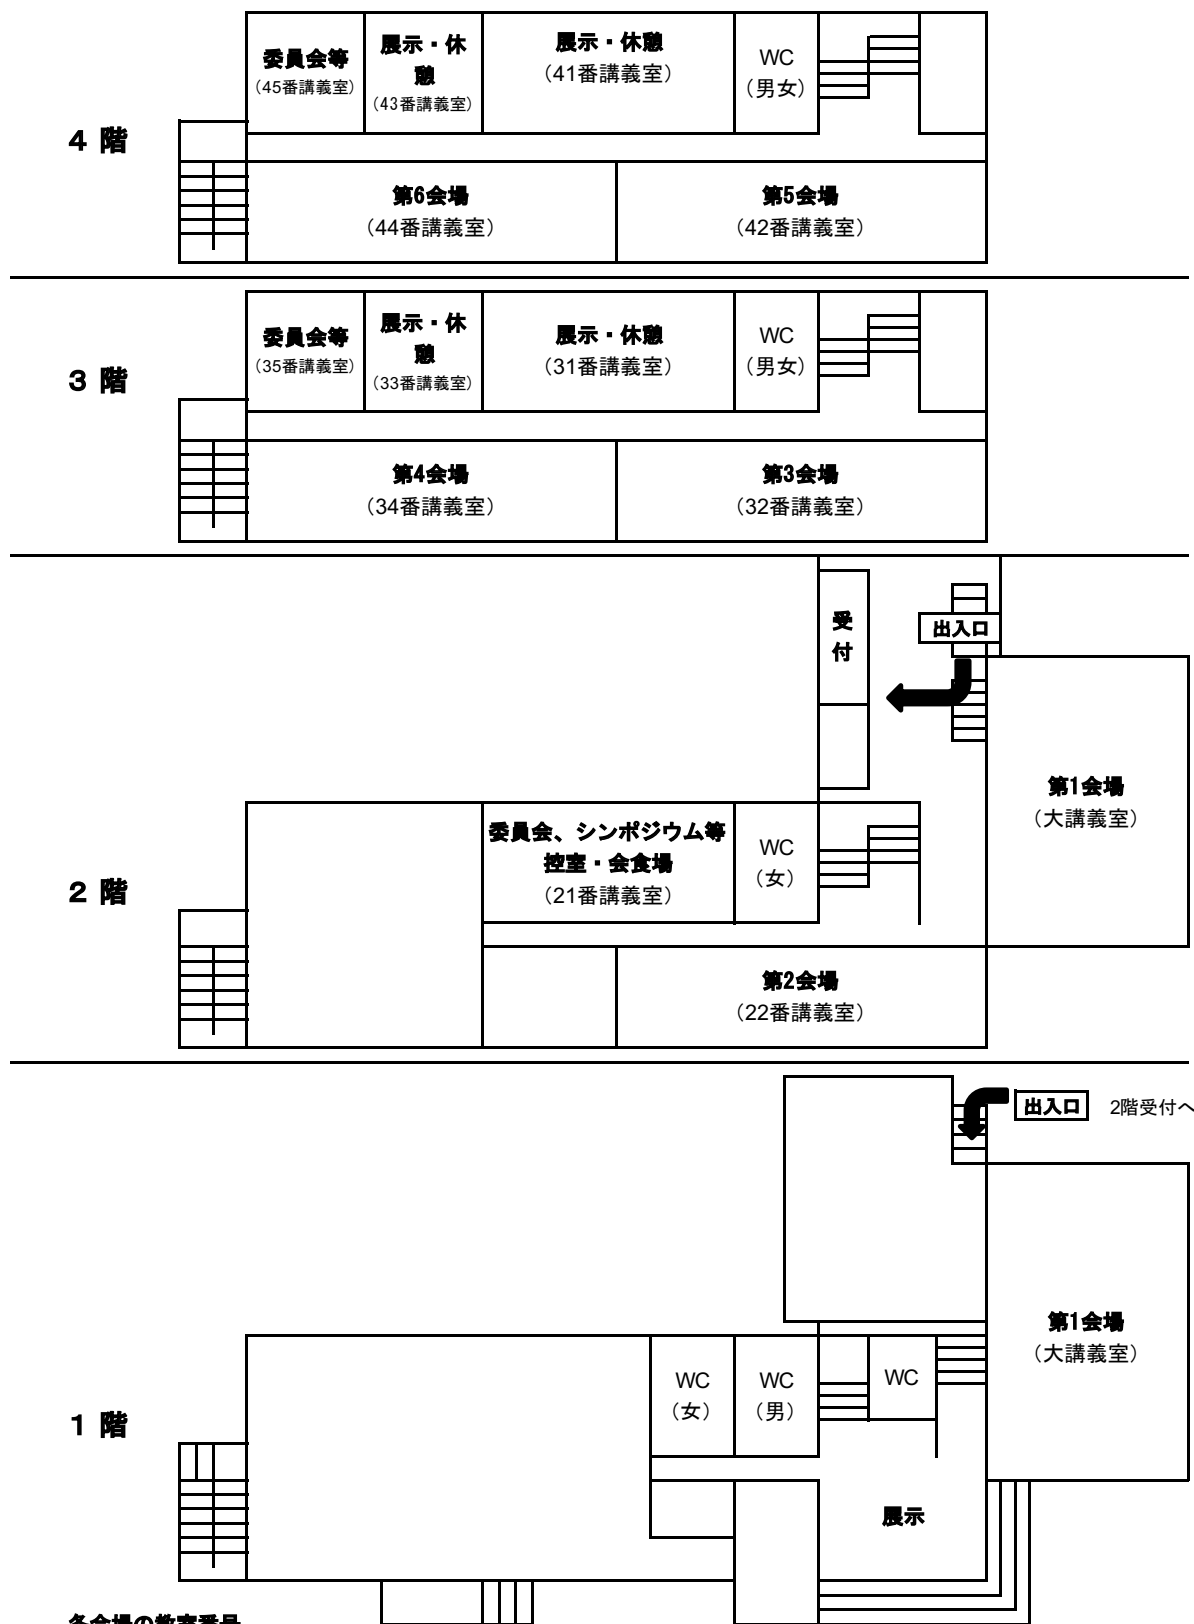 委員会等
（45番講義室）
展示・休
憩
（43番講義室）
展示・休憩
（41番講義室）
WC
（男女）
４ 階
第6会場
（44番講義室）
第5会場
（42番講義室）
委員会等
（35番講義室）
展示・休
憩
（33番講義室）
展示・休憩
（31番講義室）
WC
（男女）
３ 階
第4会場
（34番講義室）
第3会場
（32番講義室）
受
付
出入口
第1会場
（大講義室）
委員会、シンポジウム等
控室・会食場
（21番講義室）
WC
（女）
２ 階
第2会場
（22番講義室）
出入口
2階受付へ
第1会場
（大講義室）
WC
（女）
WC
（男）
WC
１ 階
展示
各会場の教室番号